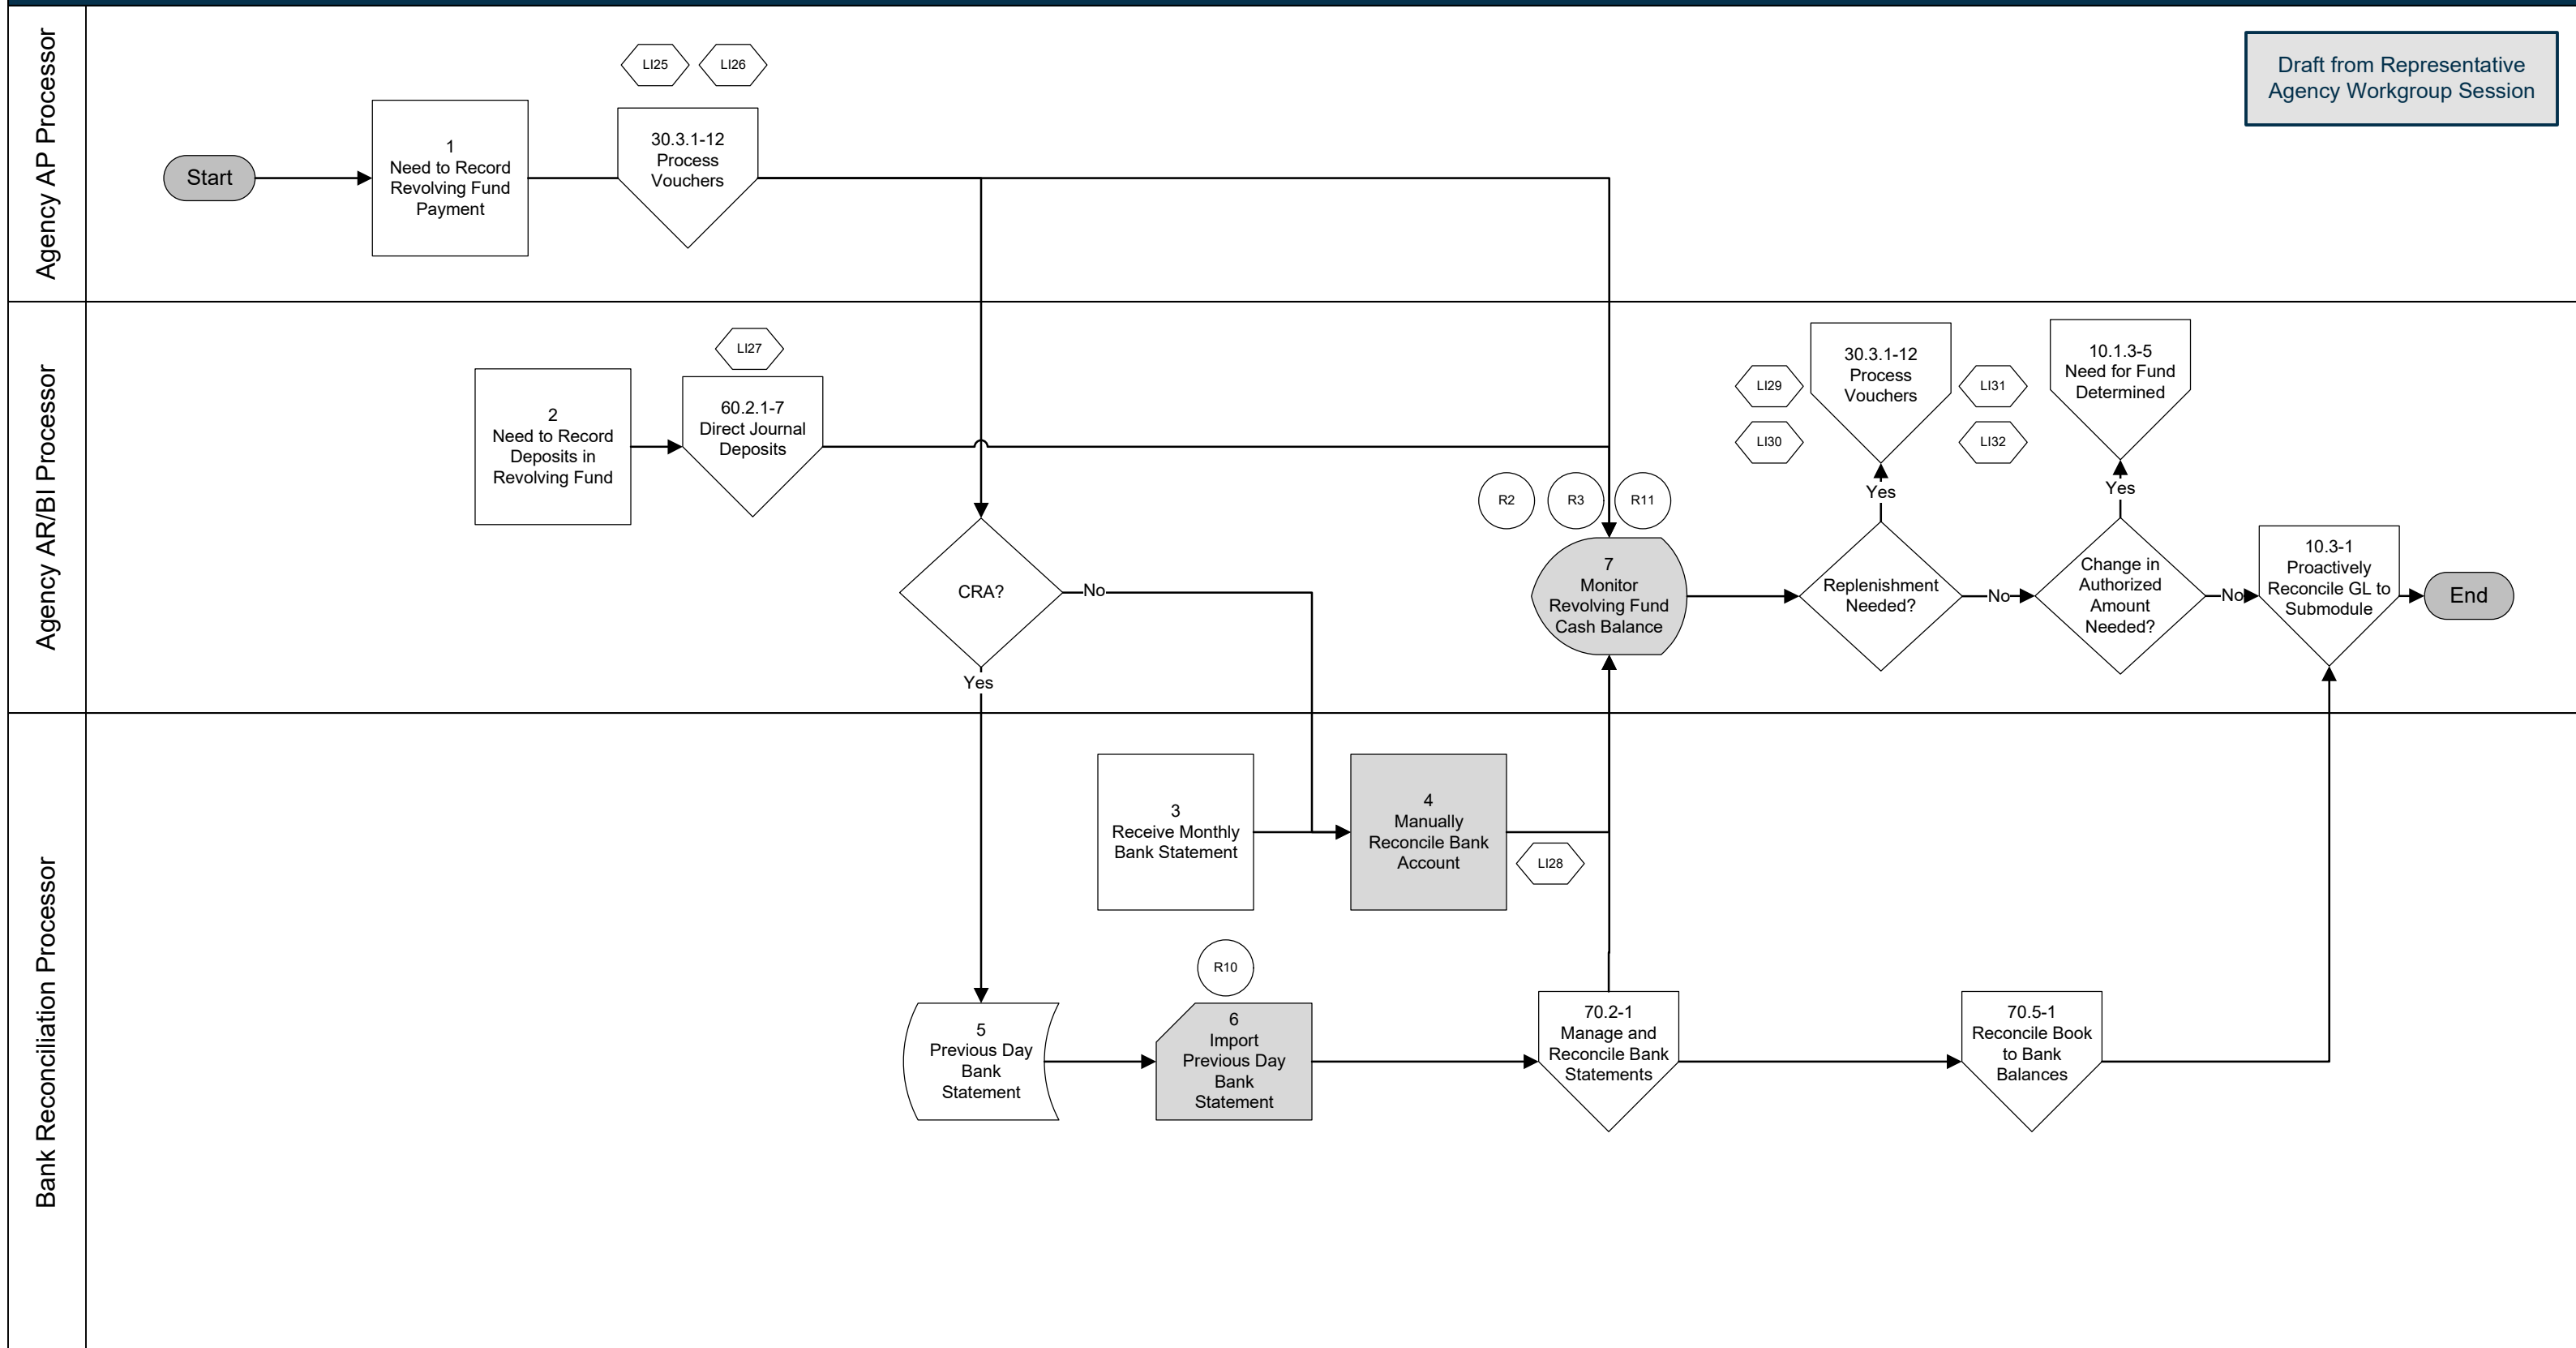 Agency AP Processor
Draft from Representative
Agency Workgroup Session
Start
1
Need to Record
Revolving Fund
Payment
LI25
LI26
30.3.1-12
Process
Vouchers
Agency AR/BI Processor
2
Need to Record
Deposits in
Revolving Fund
LI27
60.2.1-7
Direct Journal
Deposits
CRA?
No
Yes
R2
R3
R11
7
Monitor
Revolving Fund
Cash Balance
LI29
LI30
30.3.1-12
Process
Vouchers
LI31
LI32
Yes
Replenishment
Needed?
No
10.1.3-5
Need for Fund
Determined
Yes
Change in
Authorized
Amount
Needed?
No
10.3-1
Proactively
Reconcile GL to
Submodule
End
Bank Reconciliation Processor
3
Receive Monthly
Bank Statement
4
Manually
Reconcile Bank
Account
LI28
5
Previous Day
Bank
Statement
R10
6
Import
Previous Day
Bank
Statement
70.2-1
Manage and
Reconcile Bank
Statements
70.5-1
Reconcile Book
to Bank
Balances